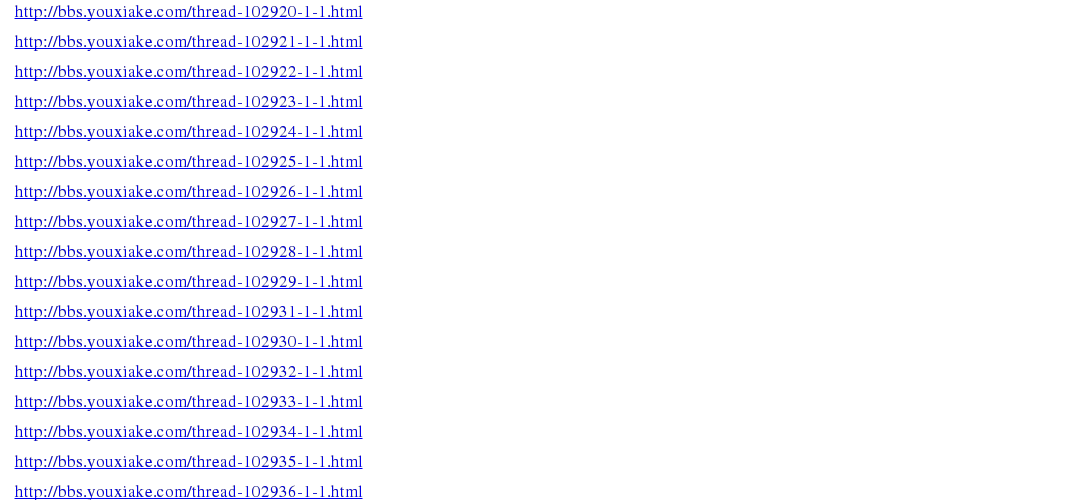 http://bbs.youxiake.com/thread-102920-1-1.html
http://bbs.youxiake.com/thread-102921-1-1.html
http://bbs.youxiake.com/thread-102922-1-1.html
http://bbs.youxiake.com/thread-102923-1-1.html
http://bbs.youxiake.com/thread-102924-1-1.html
http://bbs.youxiake.com/thread-102925-1-1.html
http://bbs.youxiake.com/thread-102926-1-1.html
http://bbs.youxiake.com/thread-102927-1-1.html
http://bbs.youxiake.com/thread-102928-1-1.html
http://bbs.youxiake.com/thread-102929-1-1.html
http://bbs.youxiake.com/thread-102931-1-1.html
http://bbs.youxiake.com/thread-102930-1-1.html
http://bbs.youxiake.com/thread-102932-1-1.html
http://bbs.youxiake.com/thread-102933-1-1.html
http://bbs.youxiake.com/thread-102934-1-1.html
http://bbs.youxiake.com/thread-102935-1-1.html
http://bbs.youxiake.com/thread-102936-1-1.html